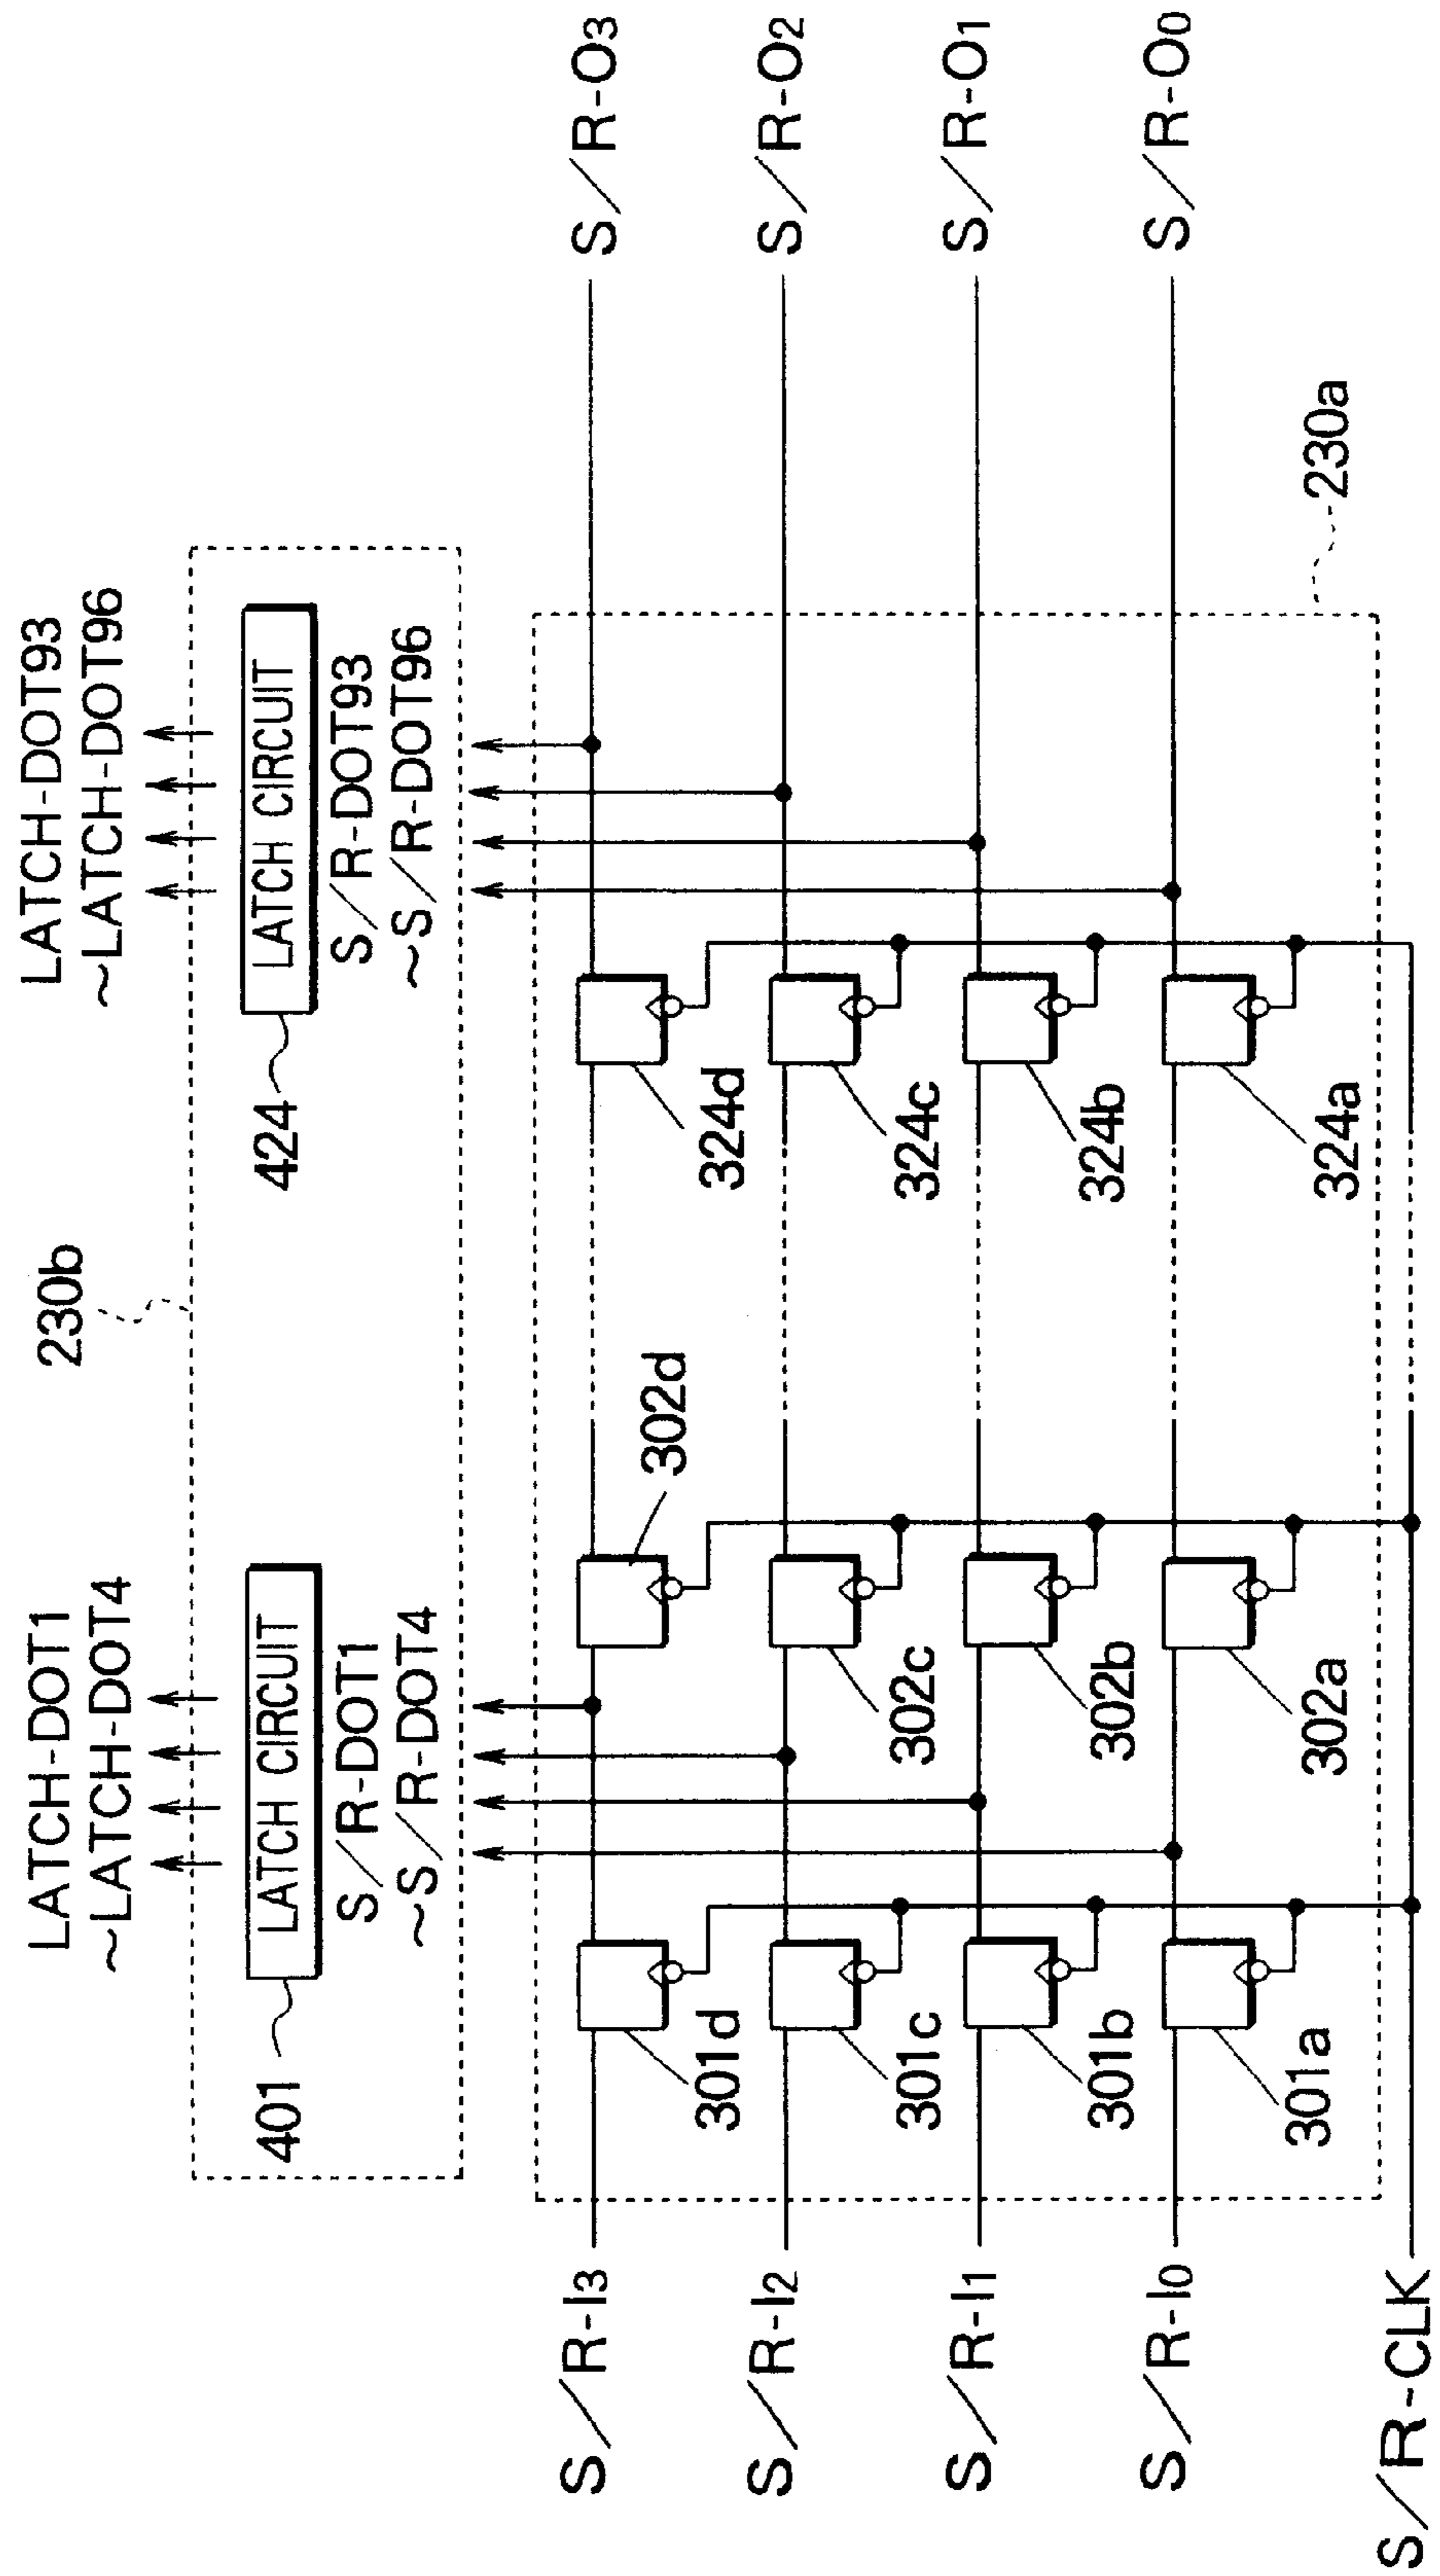 LATCH-DOT1
~LATCH-DOT4
LATCH-DOT93
~LATCH-DOT96
230b
401
LATCH CIRCUIT
424
LATCH CIRCUIT
S/R-DOT1
~S/R-DOT4
S/R-DOT93
~S/R-DOT96
S/R-I3
301d
302d
324d
S/R-O3
S/R-I2
301c
302c
324c
S/R-O2
S/R-I1
301b
302b
324b
S/R-O1
S/R-I0
301a
302a
324a
S/R-O0
230a
S/R-CLK